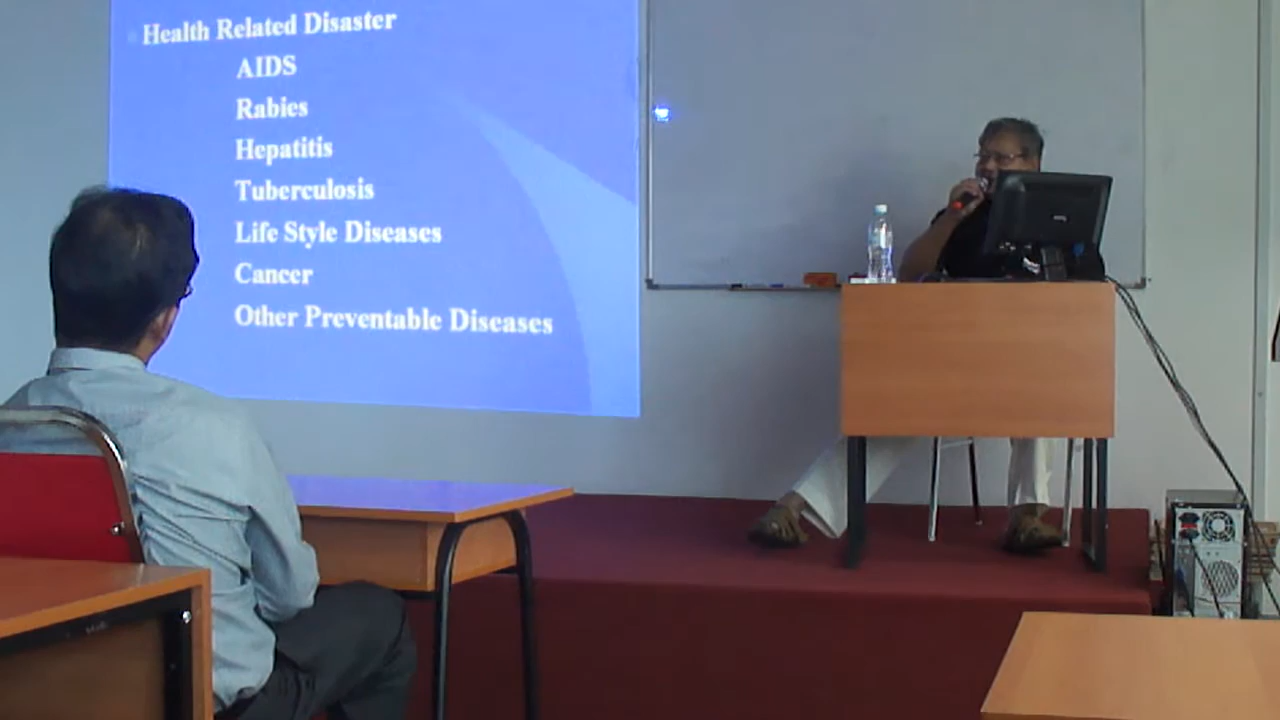 Health Related Disaster
AIDS
Rabies
Hepatitis
Tuberculosis
Life Style Diseases
Cancer
Other Preventable Diseases